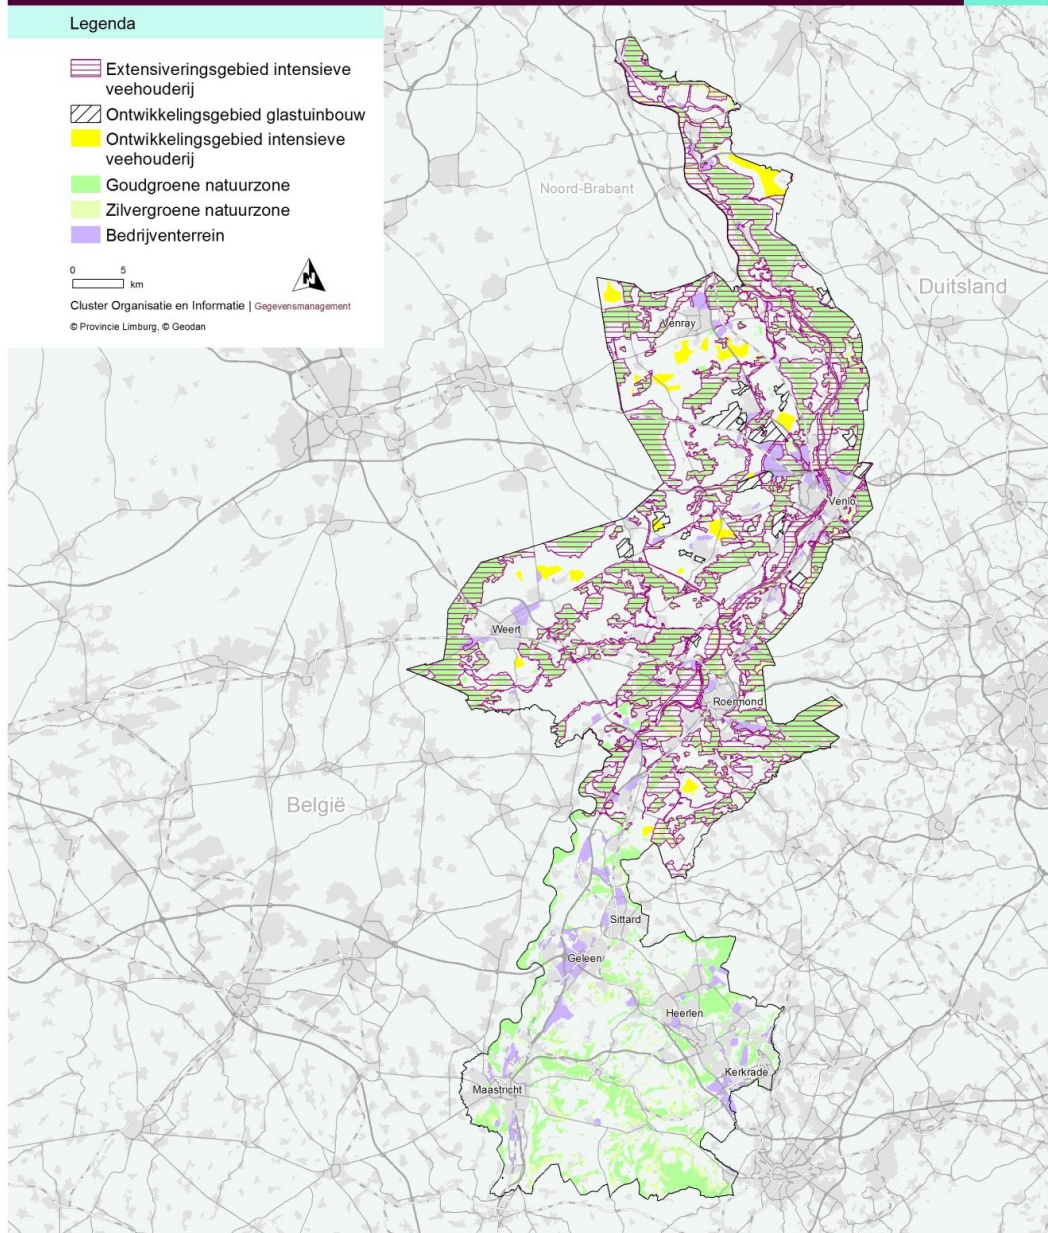 Legenda
Extensiveringsgebied intensieve
veehouderij
Ontwikkelingsgebied glastuinbouw
Ontwikkelingsgebied intensieve
veehouderij
Goudgroene natuurzone
Zilvergroene natuurzone
Bedrijventerrein
0 5
km
N
Cluster Organisatie en Informatie | Gegevensmanagement
© Provincie Limburg, © Geodan
Noord-Brabant
Duitsland
Venray
Venlo
Weert
Roermond
België
Sittard
Geleen
Heerlen
Kerkrade
Maastricht